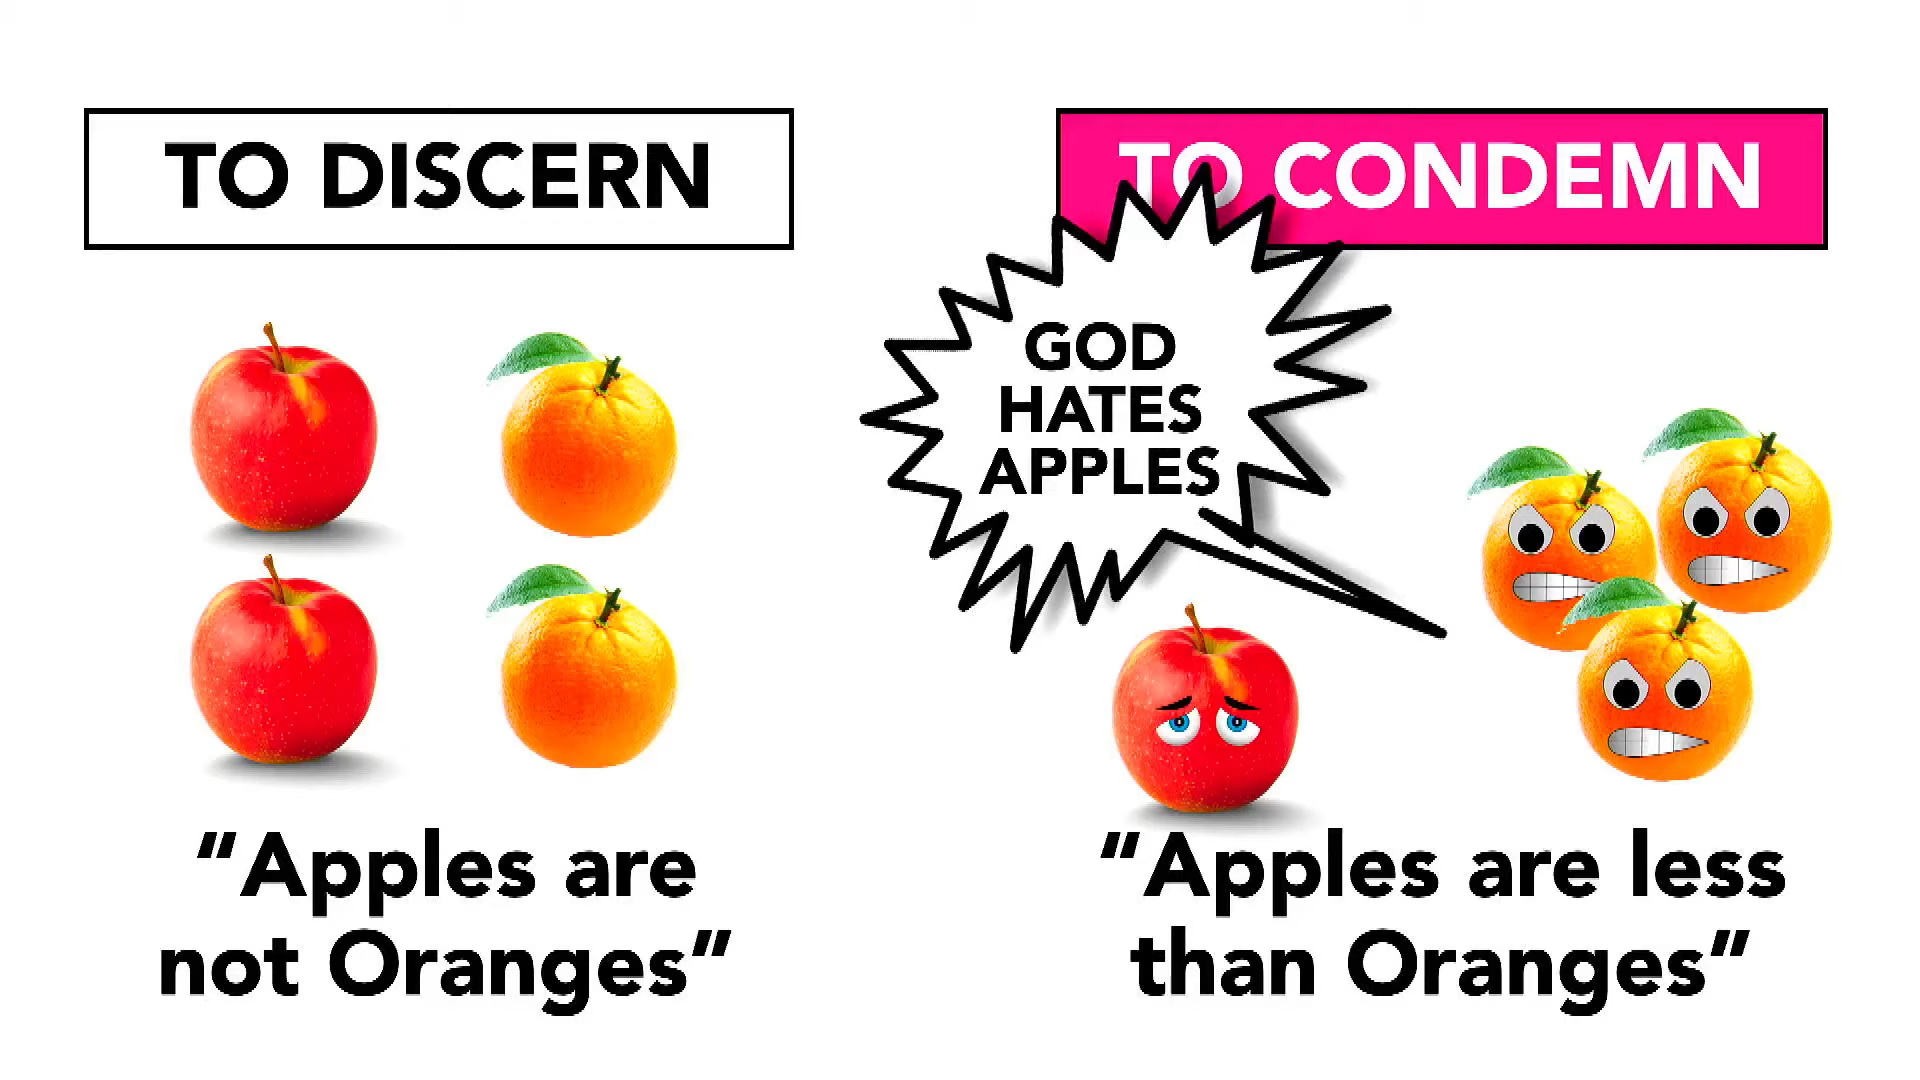 TO DISCERN
TO CONDEMN
GOD
HATES
APPLES
“Apples are
not Oranges”
“Apples are less
than Oranges”